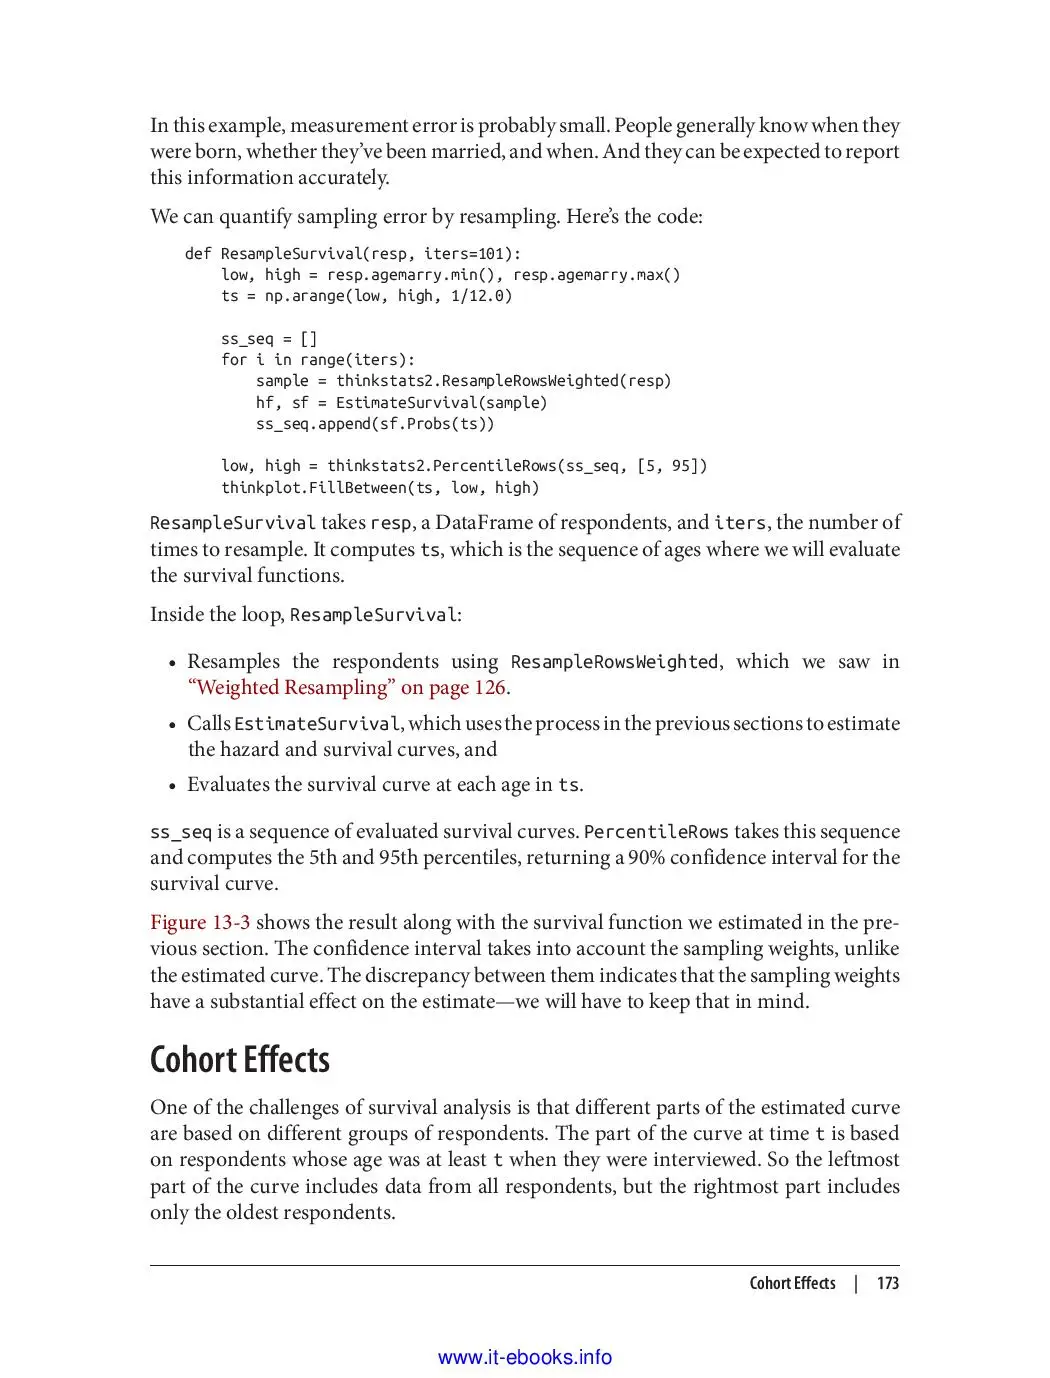 In this example, measurement error is probably small. People generally know when they
were born, whether they’ve been married, and when. And they can be expected to report
this information accurately.
We can quantify sampling error by resampling. Here’s the code:
def ResampleSurvival(resp, iters=101):
    low, high = resp.agemarry.min(), resp.agemarry.max()
    ts = np.arange(low, high, 1/12.0)
    ss_seq = []
    for i in range(iters):
        sample = thinkstats2.ResampleRowsWeighted(resp)
        hf, sf = EstimateSurvival(sample)
        ss_seq.append(sf.Probs(ts))
    low, high = thinkstats2.PercentileRows(ss_seq, [5, 95])
    thinkplot.FillBetween(ts, low, high)
ResampleSurvival takes resp, a DataFrame of respondents, and iters, the number of
times to resample. It computes ts, which is the sequence of ages where we will evaluate
the survival functions.
Inside the loop, ResampleSurvival:
• Resamples the respondents using ResampleRowsWeighted, which we saw in
“Weighted Resampling” on page 126.
• Calls EstimateSurvival, which uses the process in the previous sections to estimate
the hazard and survival curves, and
• Evaluates the survival curve at each age in ts.
ss_seq is a sequence of evaluated survival curves. PercentileRows takes this sequence
and computes the 5th and 95th percentiles, returning a 90% confidence interval for the
survival curve.
Figure 13-3 shows the result along with the survival function we estimated in the pre-
vious section. The confidence interval takes into account the sampling weights, unlike
the estimated curve. The discrepancy between them indicates that the sampling weights
have a substantial effect on the estimate—we will have to keep that in mind.
Cohort Effects
One of the challenges of survival analysis is that different parts of the estimated curve
are based on different groups of respondents. The part of the curve at time t is based
on respondents whose age was at least t when they were interviewed. So the leftmost
part of the curve includes data from all respondents, but the rightmost part includes
only the oldest respondents.
Cohort Effects | 173
www.it-ebooks.info